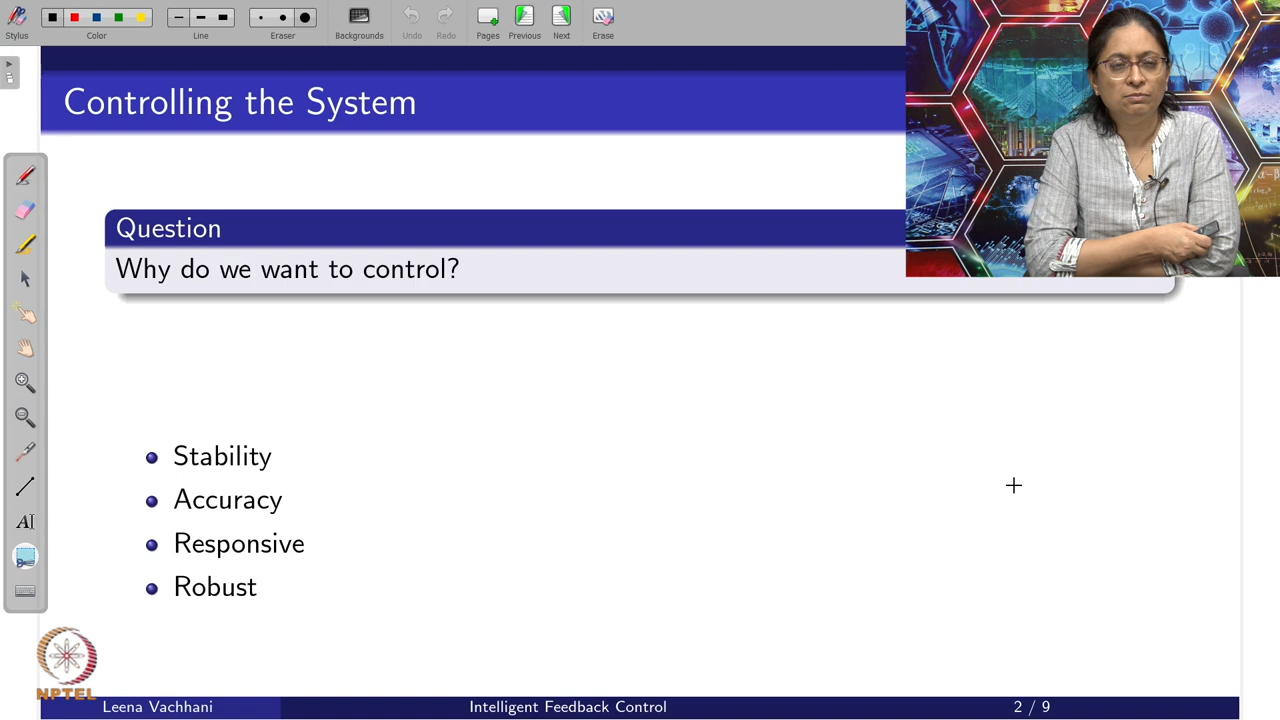 Stylus
Color
Line
Eraser
Backgrounds
Undo
Redo
Pages
Previous
Next
Erase
Controlling the System
Question
Why do we want to control?
Stability
Accuracy
Responsive
Robust
NPTEL
Leena Vachhani
Intelligent Feedback Control
2 / 9